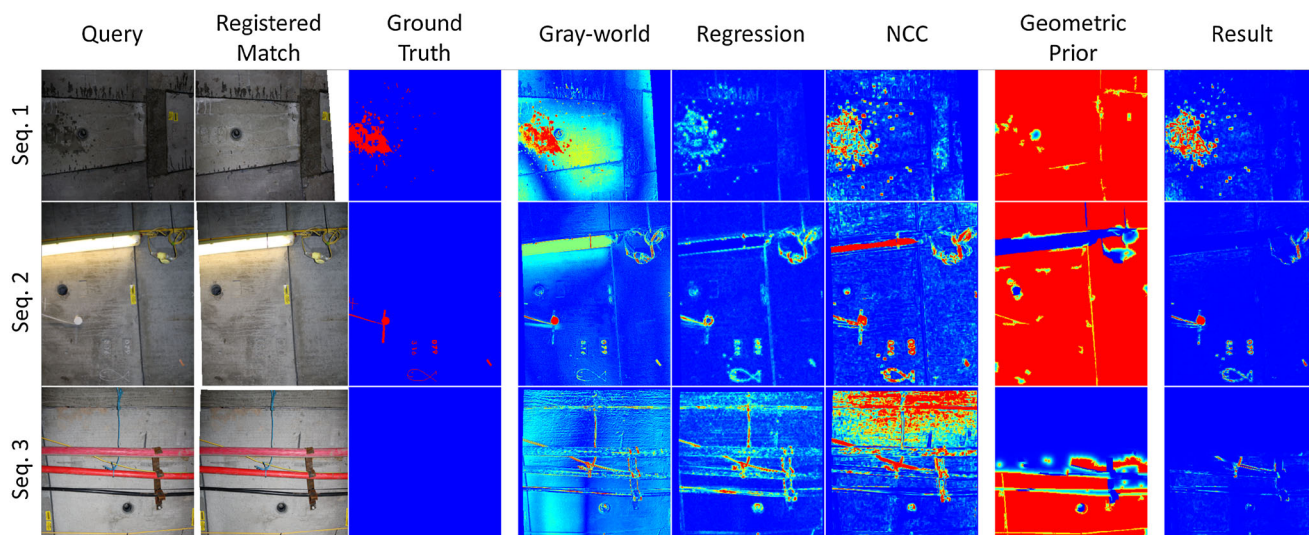 Query
Registered
Match
Ground
Truth
Gray-world
Regression
NCC
Geometric
Prior
Result
Seq. 1
Seq. 2
Seq. 3